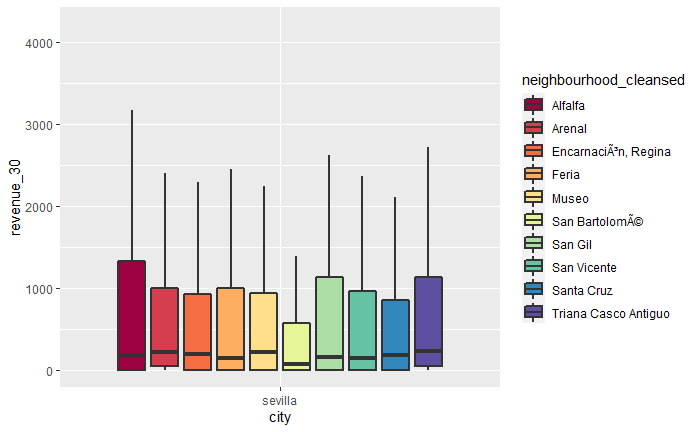 4000
3000
2000
1000
0
revenue_30
sevilla
city
neighbourhood_cleansed
Alfalfa
Arenal
EncarnaciÃ³n, Regina
Feria
Museo
San BartolomÃ©
San Gil
San Vicente
Santa Cruz
Triana Casco Antiguo